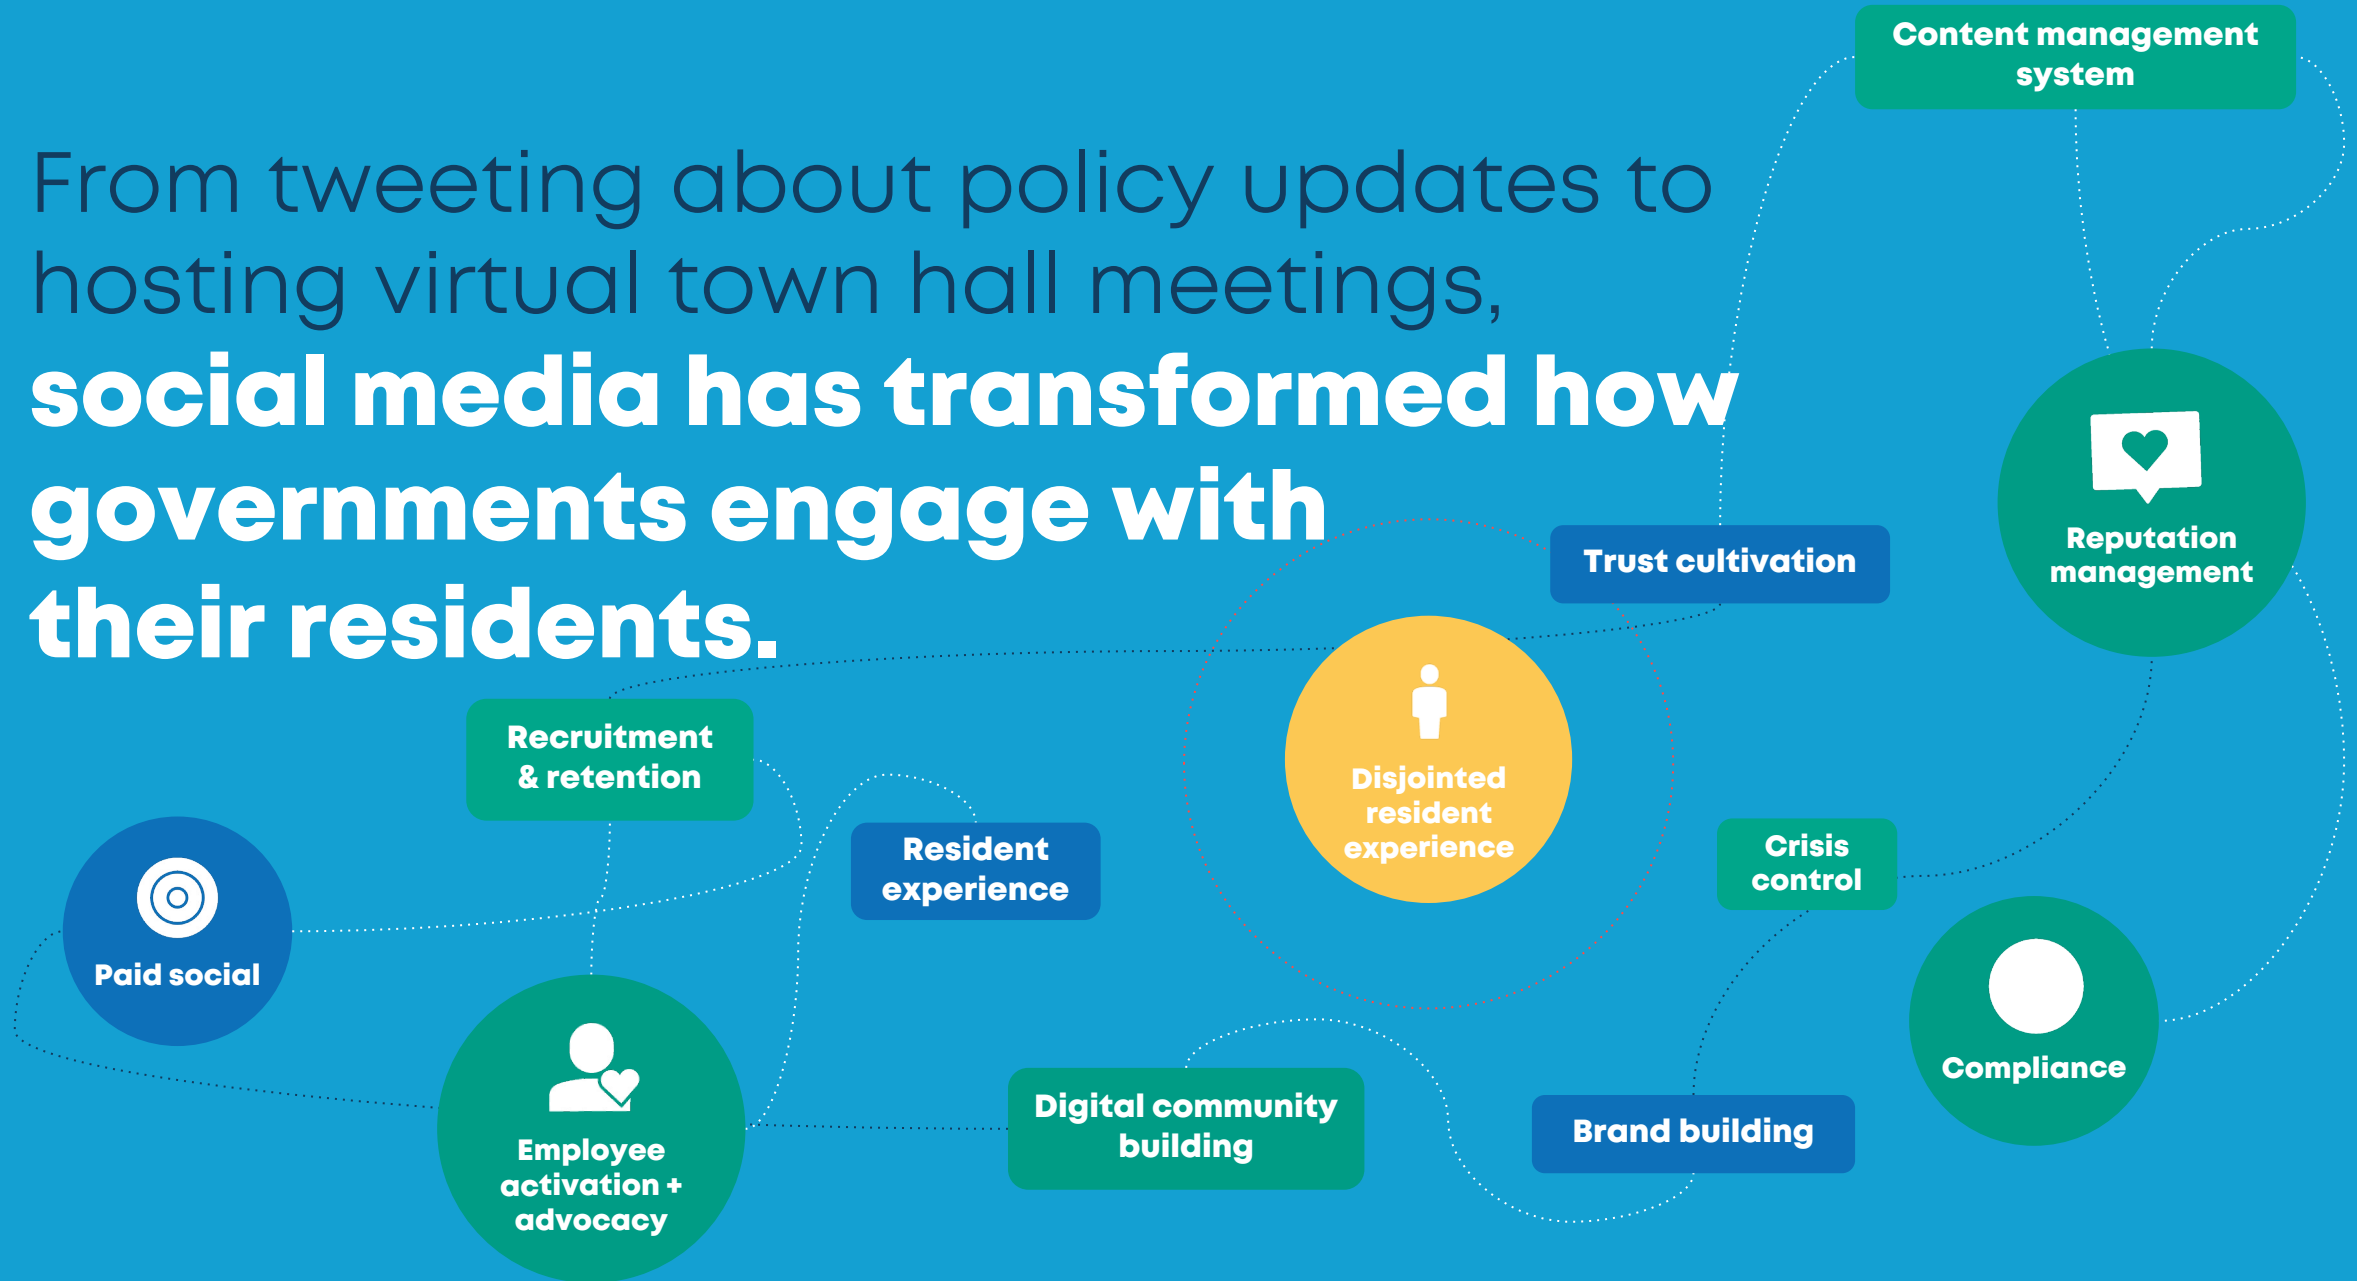 Content management
system
From tweeting about policy updates to
hosting virtual town hall meetings,
social media has transformed how
governments engage with
their residents.
Trust cultivation
Reputation
management
Recruitment
& retention
Disjointed
resident
experience
Resident
experience
Crisis
control
Paid social
Compliance
Digital community
building
Brand building
Employee
activation +
advocacy